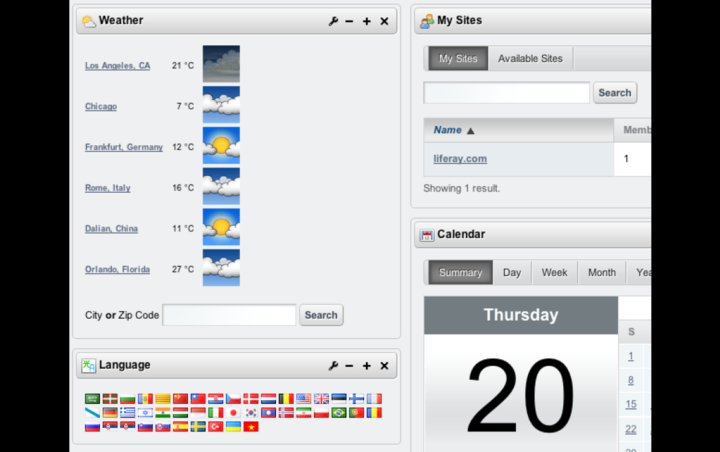 Weather
Los Angeles, CA 21 °C
Chicago 7 °C
Frankfurt, Germany 12 °C
Rome, Italy 16 °C
Dalian, China 11 °C
Orlando, Florida 27 °C
City or Zip Code Search
Language
My Sites
My Sites Available Sites
Search
Name Memb
liferay.com 1
Showing 1 result.
Calendar
Summary Day Week Month Yea
Thursday
20
S
1
8
15
22